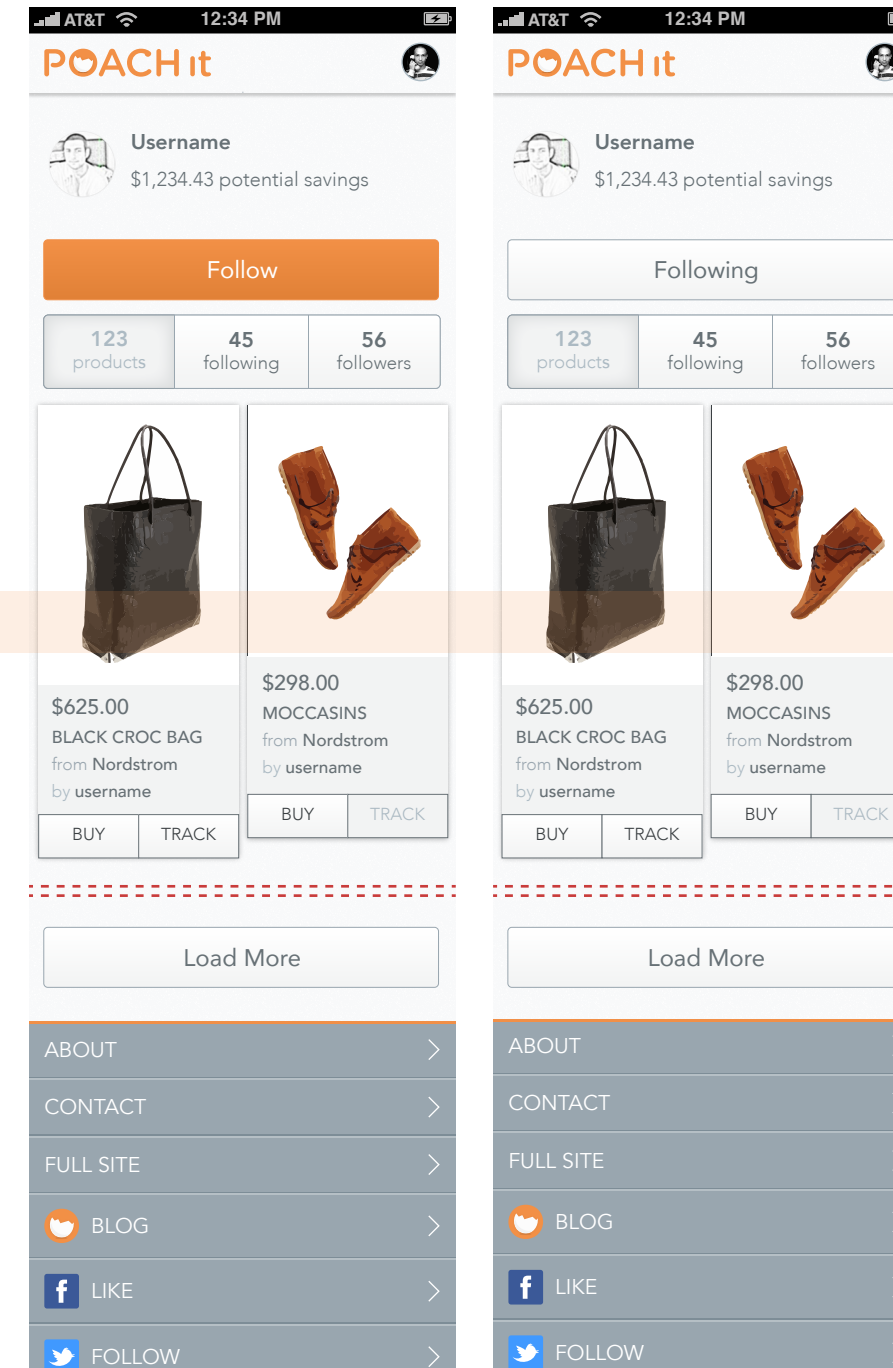 AT&T 12:34 PM
POACH it
Username
$1,234.43 potential savings
Follow
123 45 56
products following followers
$625.00
BLACK CROC BAG
from Nordstrom
by username
BUY TRACK
$298.00
MOCCASINS
from Nordstrom
by username
BUY TRACK
Load More
ABOUT
CONTACT
FULL SITE
BLOG
f LIKE
FOLLOW
AT&T 12:34 PM
POACH it
Username
$1,234.43 potential savings
Following
123 45 56
products following followers
$625.00
BLACK CROC BAG
from Nordstrom
by username
BUY TRACK
$298.00
MOCCASINS
from Nordstrom
by username
BUY TRACK
Load More
ABOUT
CONTACT
FULL SITE
BLOG
f LIKE
FOLLOW